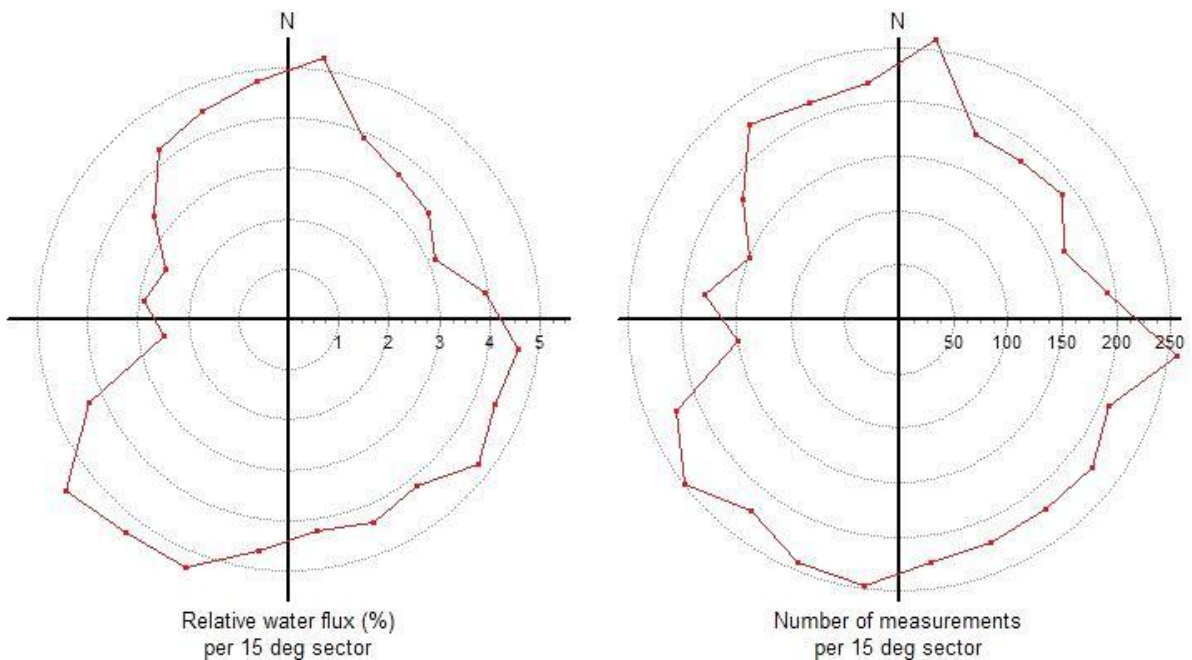 N
1 2 3 4 5
Relative water flux (%)
per 15 deg sector
N
50 100 150 200 250
Number of measurements
per 15 deg sector